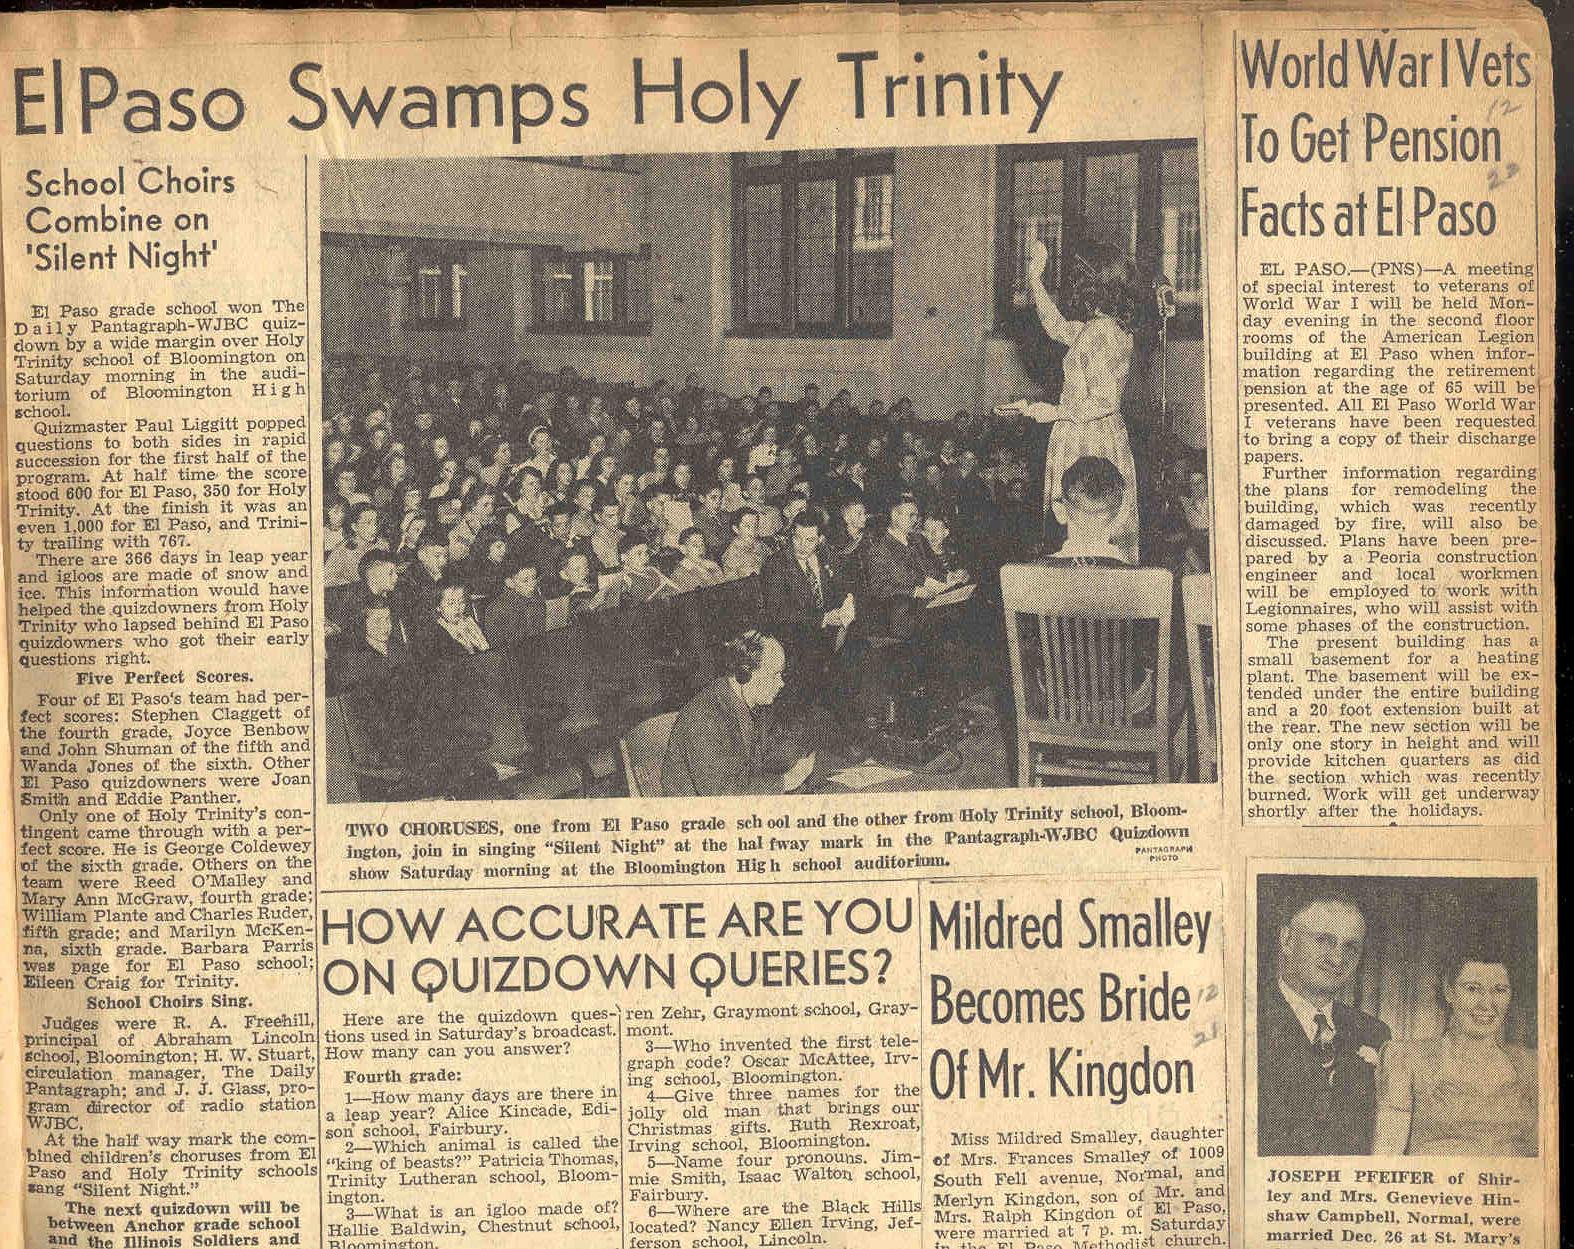 El Paso Swamps Holy Trinity
School Choirs
Combine on
'Silent Night'
El Paso grade school won The
Daily Pantagraph-WJBC quiz-
down by a wide margin over Holy
Trinity school of Bloomington on
Saturday morning in the audi-
torium of Bloomington High
school.
Quizmaster Paul Liggitt popped
questions to both sides in rapid
succession for the first half of the
program. At half time the score
stood 600 for El Paso, 350 for Holy
Trinity. At the finish it was an
even 1,000 for El Paso, and Trini-
ty trailing with 767.
There are 366 days in leap year
and igloos are made of snow and
ice. This information would have
helped the quizdowners from Holy
Trinity who lapsed behind El Paso
quizdowners who got their early
questions right.
Five Perfect Scores.
Four of El Paso's team had per-
fect scores: Stephen Claggett of
the fourth grade, Joyce Benbow
and John Shuman of the fifth and
Wanda Jones of the sixth. Other
El Paso quizdowners were Joan
Smith and Eddie Panther.
Only one of Holy Trinity's con-
tingent came through with a per-
fect score. He is George Coldewey
of the sixth grade. Others on the
team were Reed O'Malley and
Mary Ann McGraw, fourth grade;
William Plante and Charles Ruder,
fifth grade; and Marilyn McKen-
na, sixth grade. Barbara Parris
was page for El Paso school;
Eileen Craig for Trinity.
School Choirs Sing.
Judges were R. A. Freehill,
principal of Abraham Lincoln
school, Bloomington; H. W. Stuart,
circulation manager, The Daily
Pantagraph; and J. J. Glass, pro-
gram director of radio station
WJBC.
At the half way mark the com-
bined children's choruses from El
Paso and Holy Trinity schools
sang "Silent Night."
The next quizdown will be
between Anchor grade school
and the Illinois Soldiers and
TWO CHORUSES, one from El Paso grade school and the other from Holy Trinity school, Bloom-
ington, join in singing "Silent Night" at the half way mark in the Pantagraph-WJBC Quizdown
show Saturday morning at the Bloomington High school auditorium.
PANTAGRAPH
PHOTO
HOW ACCURATE ARE YOU
ON QUIZDOWN QUERIES?
Here are the quizdown ques-
tions used in Saturday's broadcast.
How many can you answer?
Fourth grade:
1—How many days are there in
a leap year? Alice Kincade, Edi-
son school, Fairbury.
2—Which animal is called the
"king of beasts?" Patricia Thomas,
Trinity Lutheran school, Bloom-
ington.
3—What is an igloo made of?
Hallie Baldwin, Chestnut school,
Bloomington.
ren Zehr, Graymont school, Gray-
mont.
3—Who invented the first tele-
graph code? Oscar McAttee, Irv-
ing school, Bloomington.
4—Give three names for the
jolly old man that brings our
Christmas gifts. Ruth Rexroat,
Irving school, Bloomington.
5—Name four pronouns. Jim-
mie Smith, Isaac Walton school,
Fairbury.
6—Where are the Black Hills
located? Nancy Ellen Irving, Jef-
ferson school, Lincoln.
Mildred Smalley
Becomes Bride
Of Mr. Kingdon
12
21
Miss Mildred Smalley, daughter
of Mrs. Frances Smalley of 1009
South Fell avenue, Normal, and
Merlyn Kingdon, son of Mr. and
Mrs. Ralph Kingdon of El Paso,
were married at 7 p. m. Saturday
in the El Paso Methodist church.
World War I Vets
To Get Pension
Facts at El Paso
12
22
EL PASO.—(PNS)—A meeting
of special interest to veterans of
World War I will be held Mon-
day evening in the second floor
rooms of the American Legion
building at El Paso when infor-
mation regarding the retirement
pension at the age of 65 will be
presented. All El Paso World War
I veterans have been requested
to bring a copy of their discharge
papers.
Further information regarding
the plans for remodeling the
building, which was recently
damaged by fire, will also be
discussed. Plans have been pre-
pared by a Peoria construction
engineer and local workmen
will be employed to work with
Legionnaires, who will assist with
some phases of the construction.
The present building has a
small basement for a heating
plant. The basement will be ex-
tended under the entire building
and a 20 foot extension built at
the rear. The new section will be
only one story in height and will
provide kitchen quarters as did
the section which was recently
burned. Work will get underway
shortly after the holidays.
JOSEPH PFEIFER of Shir-
ley and Mrs. Genevieve Hin-
shaw Campbell, Normal, were
married Dec. 26 at St. Mary's